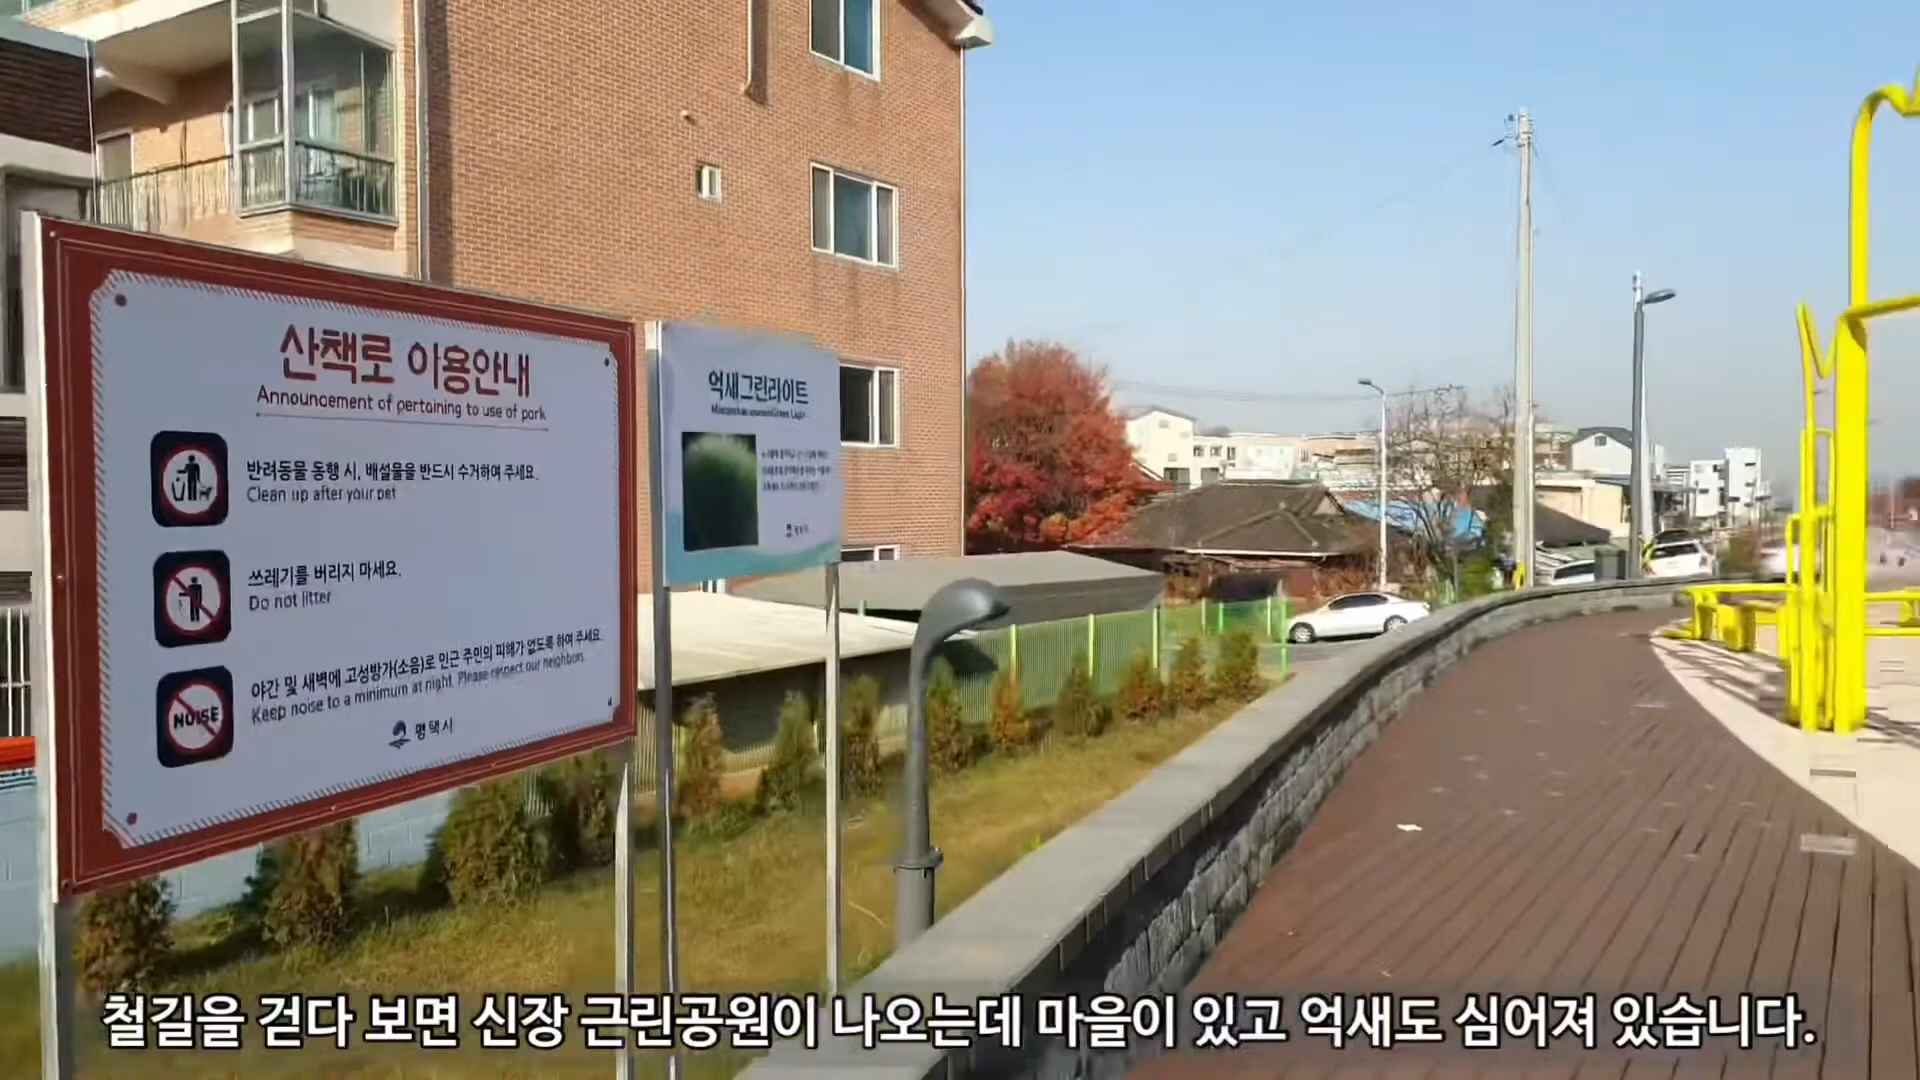 산책로 이용안내
Announcement of pertaining to use of park
반려동물 동행 시, 배설물을 반드시 수거하여 주세요.
Clean up after your pet
쓰레기를 버리지 마세요.
Do not litter
NOISE
야간 및 새벽에 고성방가(소음)로 인근 주민의 피해가 없도록 하여 주세요.
Keep noise to a minimum at night. Please respect our neighbors
평택시
억새그린라이트
철길을 걷다 보면 신장 근린공원이 나오는데 마을이 있고 억새도 심어져 있습니다.